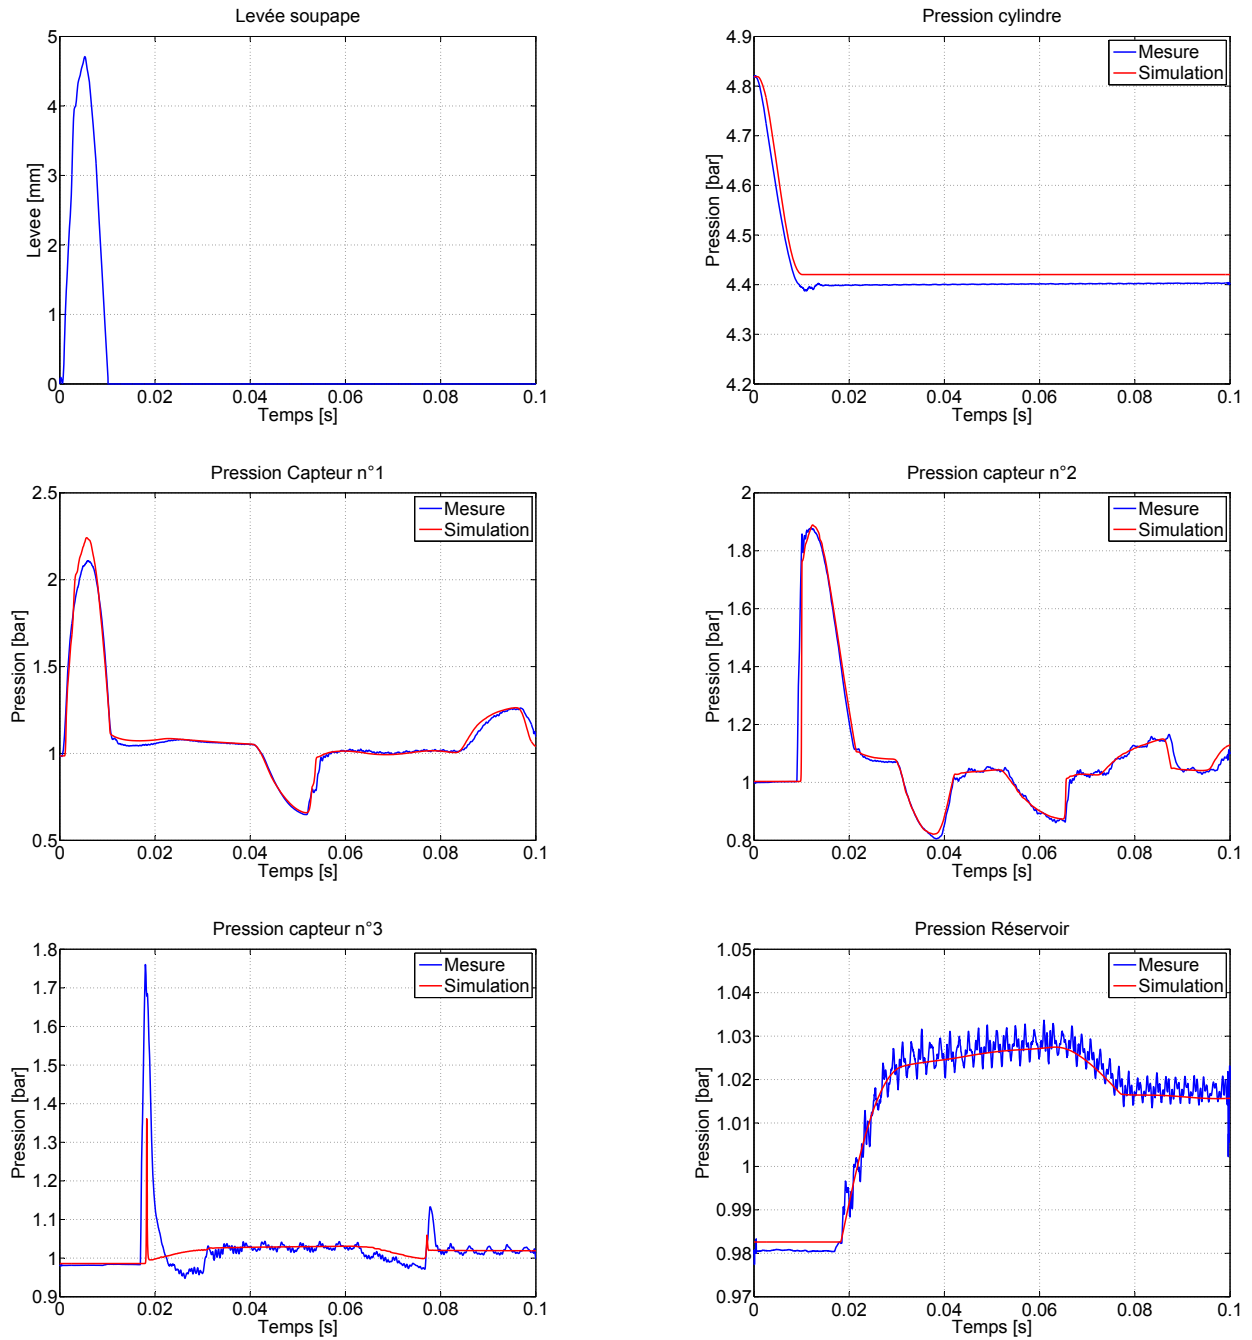 Levée soupape
5
4
3
2
1
0
0 0.02 0.04 0.06 0.08 0.1
Levee [mm]
Temps [s]
Pression cylindre
4.9
4.8
4.7
4.6
4.5
4.4
4.3
4.2
0 0.02 0.04 0.06 0.08 0.1
Pression [bar]
Temps [s]
Mesure
Simulation
Pression Capteur n°1
2.5
2
1.5
1
0.5
0 0.02 0.04 0.06 0.08 0.1
Pression [bar]
Temps [s]
Mesure
Simulation
Pression capteur n°2
2
1.8
1.6
1.4
1.2
1
0.8
0 0.02 0.04 0.06 0.08 0.1
Pression [bar]
Temps [s]
Mesure
Simulation
Pression capteur n°3
1.8
1.7
1.6
1.5
1.4
1.3
1.2
1.1
1
0.9
0 0.02 0.04 0.06 0.08 0.1
Pression [bar]
Temps [s]
Mesure
Simulation
Pression Réservoir
1.05
1.04
1.03
1.02
1.01
1
0.99
0.98
0.97
0 0.02 0.04 0.06 0.08 0.1
Pression [bar]
Temps [s]
Mesure
Simulation